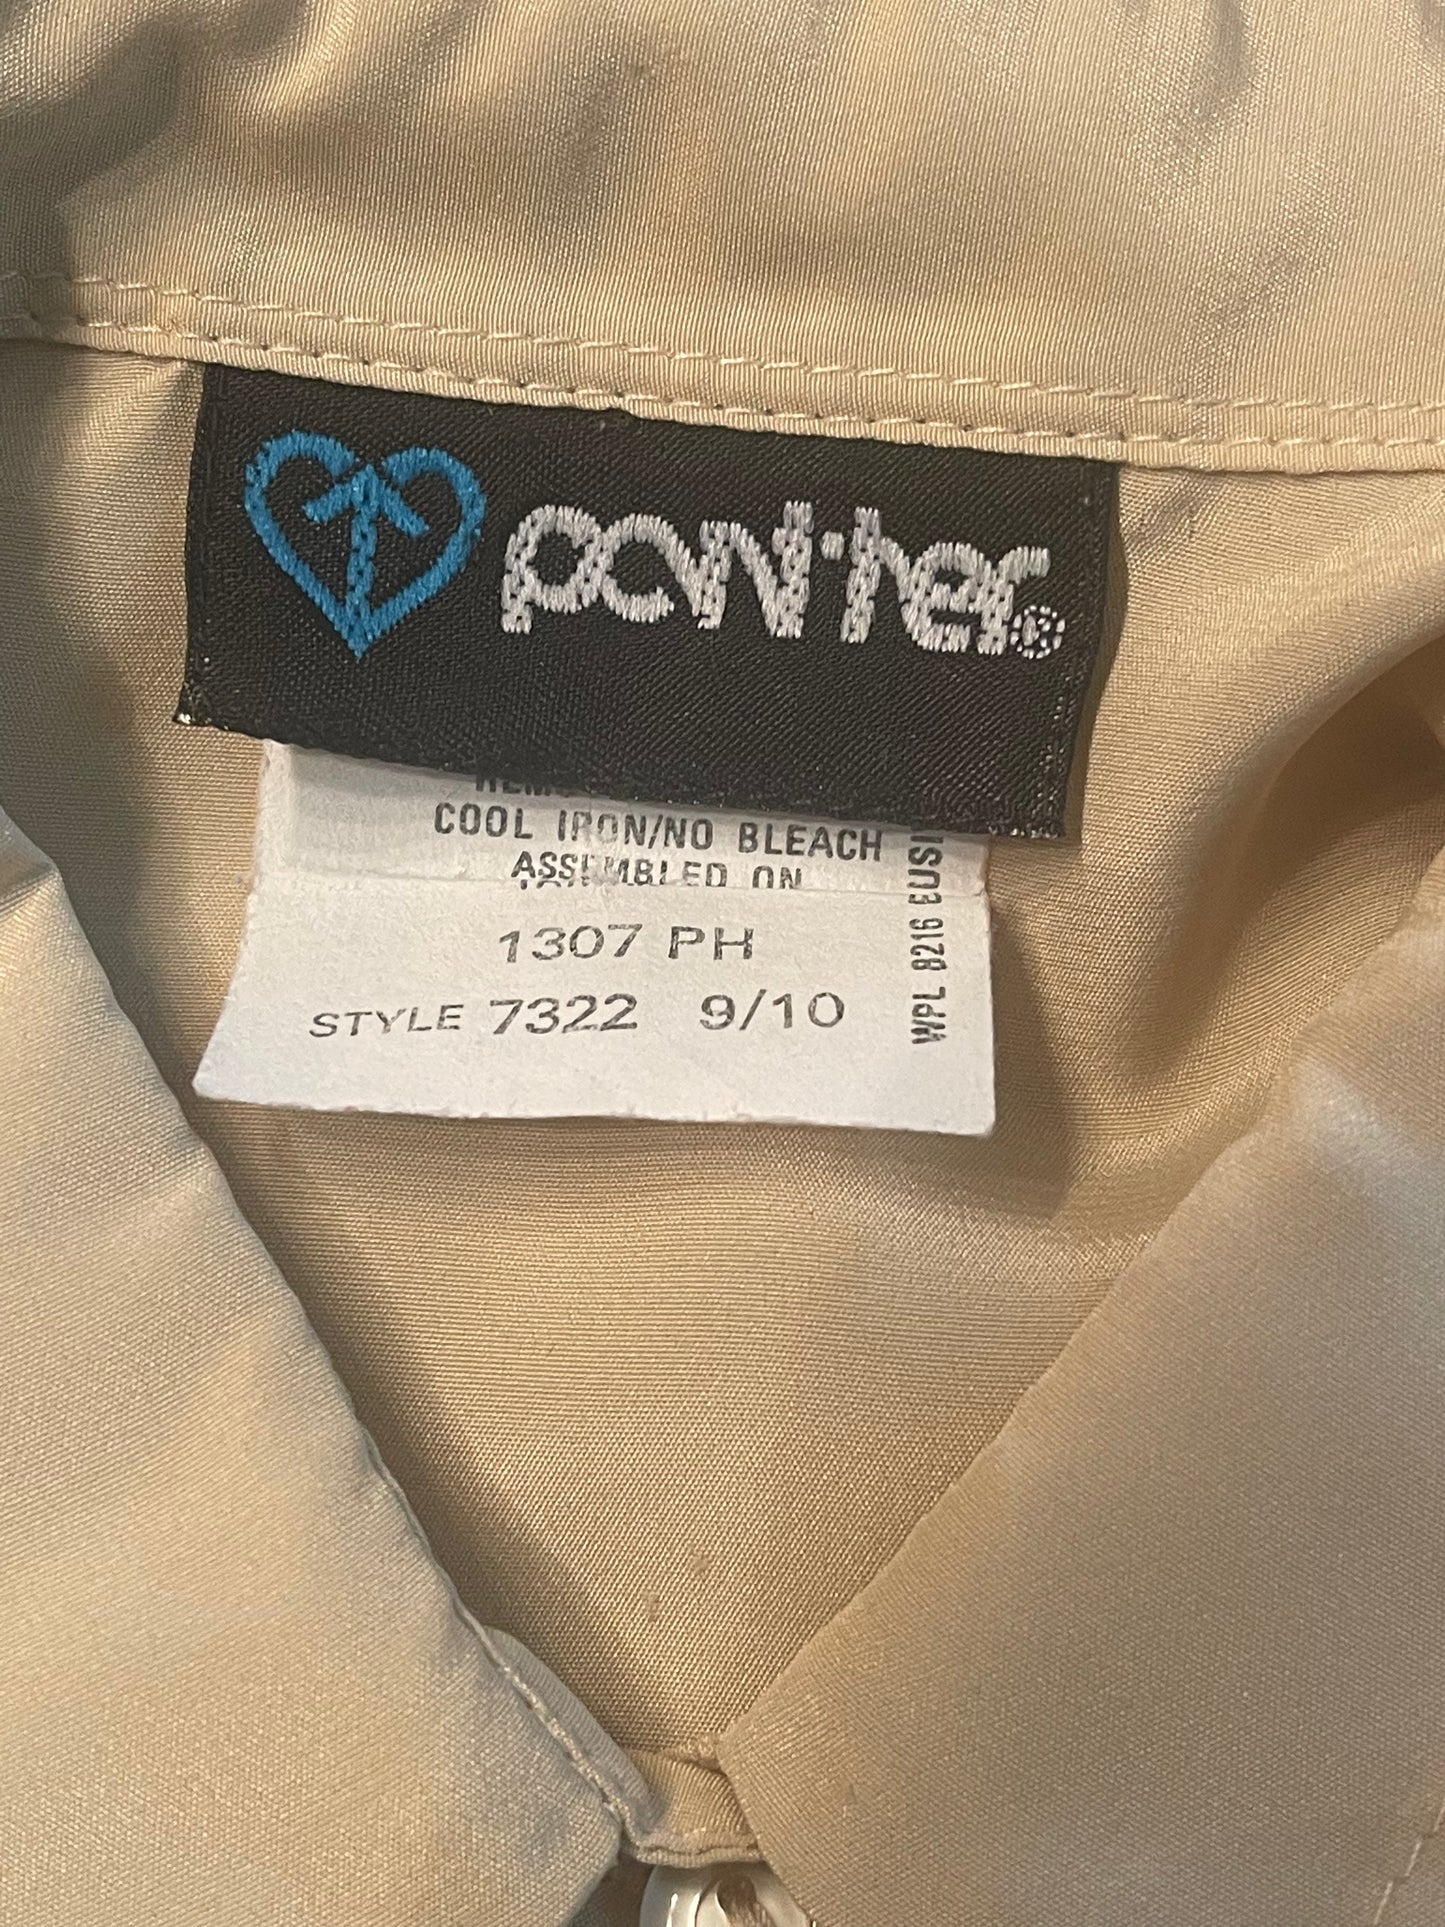 pan·ter®
COOL IRON/NO BLEACH
ASSEMBLED ON
1307 PH
STYLE 7322 9/10
WPL 8216